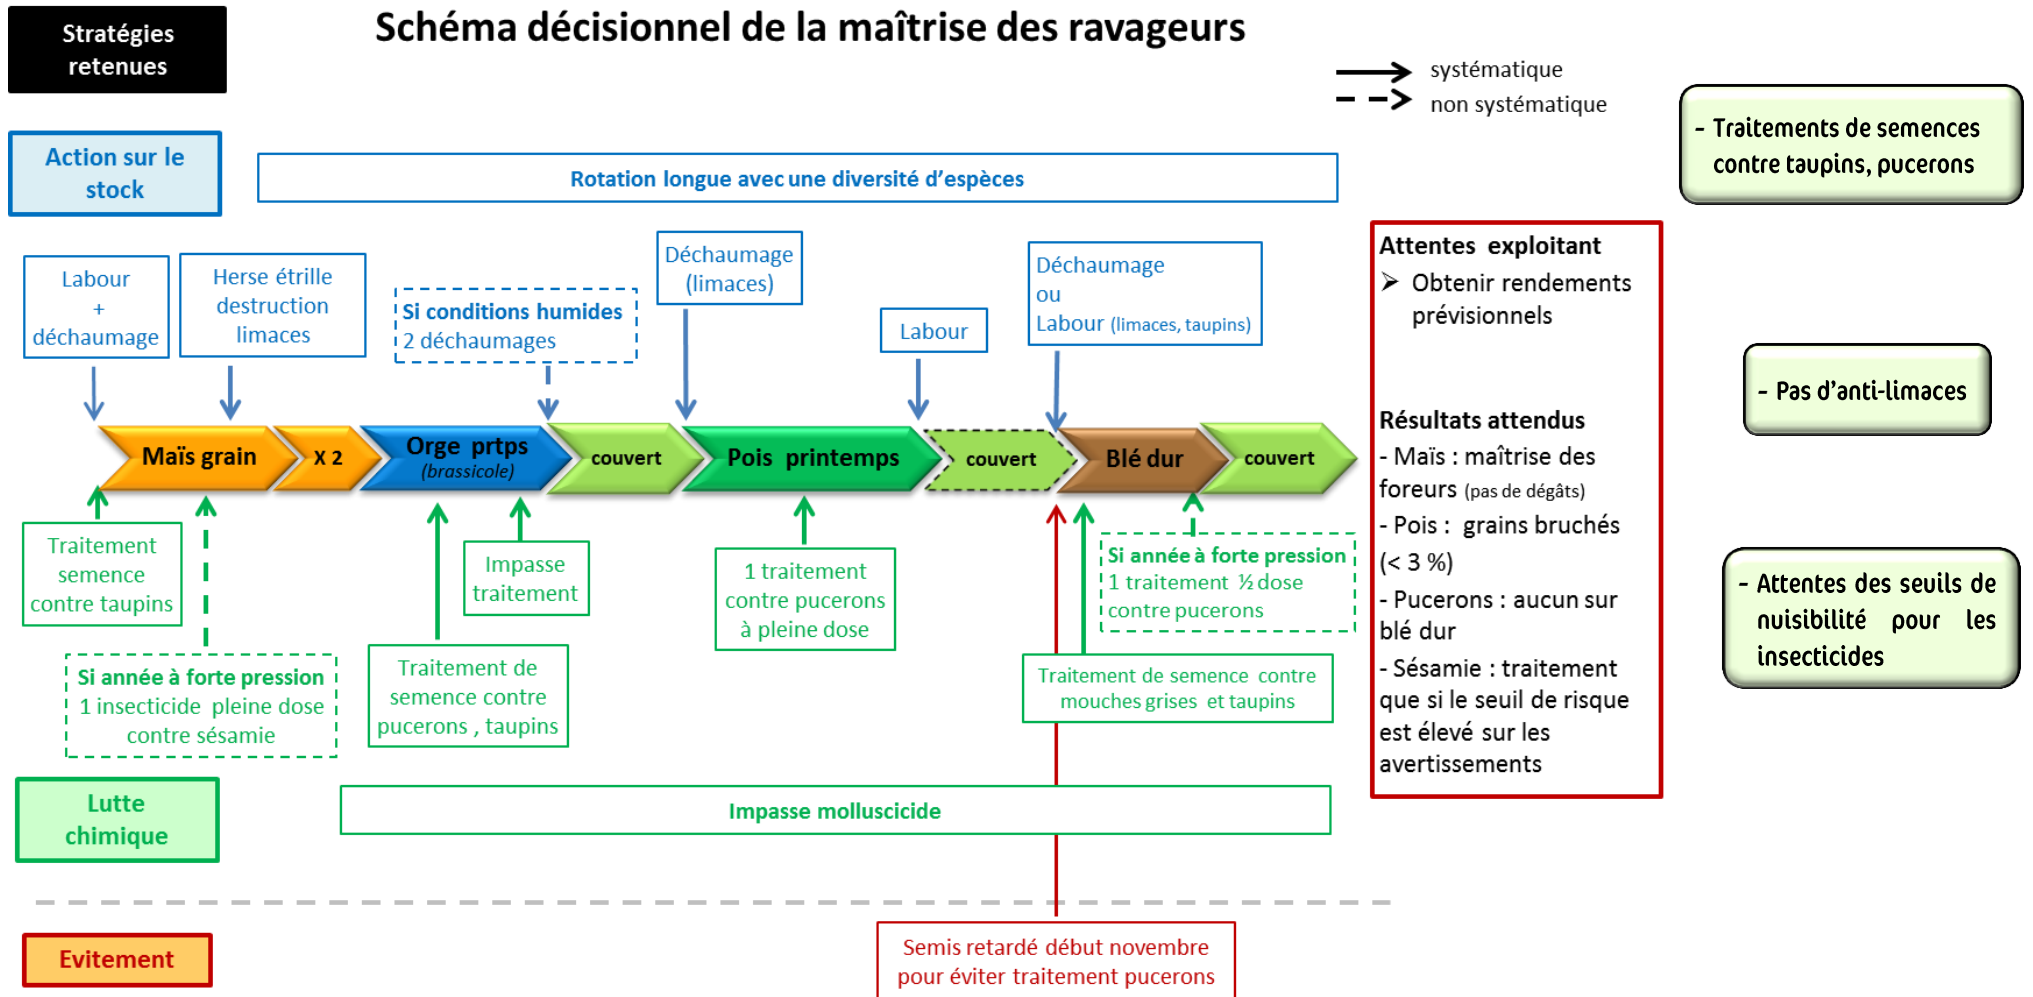 Stratégies
retenues
Schéma décisionnel de la maîtrise des ravageurs
systématique
non systématique
- Traitements de semences
contre taupins, pucerons
Action sur le
stock
Rotation longue avec une diversité d'espèces
Labour
+
déchaumage
Herse étrille
destruction
limaces
Si conditions humides
2 déchaumages
Déchaumage
(limaces)
Labour
Déchaumage
ou
Labour (limaces, taupins)
Attentes exploitant
➢ Obtenir rendements
prévisionnels
Résultats attendus
- Maïs : maîtrise des
foreurs (pas de dégâts)
- Pois : grains bruchés
(< 3 %)
- Pucerons : aucun sur
blé dur
- Sésamie : traitement
que si le seuil de risque
est élevé sur les
avertissements
- Pas d'anti-limaces
- Attentes des seuils de
nuisibilité pour les
insecticides
Maïs grain
X 2
Orge prtps
(brassicole)
couvert
Pois printemps
couvert
Blé dur
couvert
Traitement
semence
contre taupins
Si année à forte pression
1 insecticide pleine dose
contre sésamie
Traitement de
semence contre
pucerons , taupins
Impasse
traitement
1 traitement
contre pucerons
à pleine dose
Si année à forte pression
1 traitement ½ dose
contre pucerons
Traitement de semence contre
mouches grises et taupins
Lutte
chimique
Impasse molluscicide
Evitement
Semis retardé début novembre
pour éviter traitement pucerons